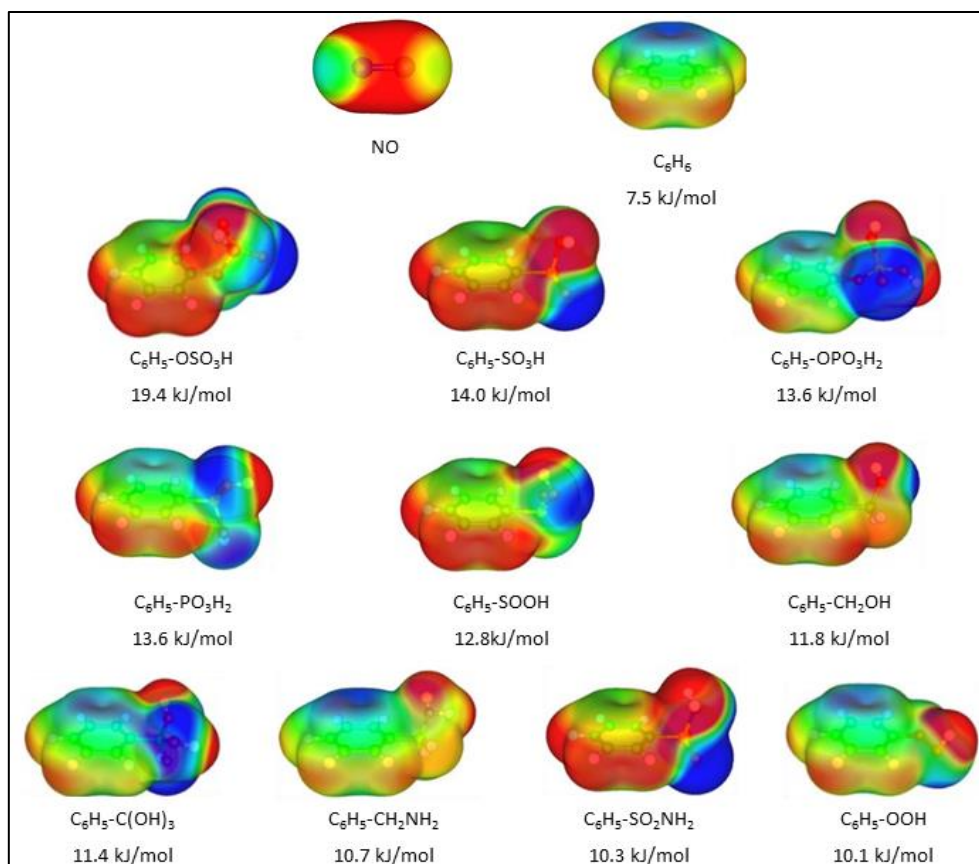 NO
C₆H₆
7.5 kJ/mol
C₆H₅-OSO₃H
C₆H₅-SO₃H
C₆H₅-OPO₃H₂
19.4 kJ/mol
14.0 kJ/mol
13.6 kJ/mol
C₆H₅-PO₃H₂
C₆H₅-SOOH
C₆H₅-CH₂OH
13.6 kJ/mol
12.8kJ/mol
11.8 kJ/mol
C₆H₅-C(OH)₃
C₆H₅-CH₂NH₂
C₆H₅-SO₂NH₂
C₆H₅-OOH
11.4 kJ/mol
10.7 kJ/mol
10.3 kJ/mol
10.1 kJ/mol